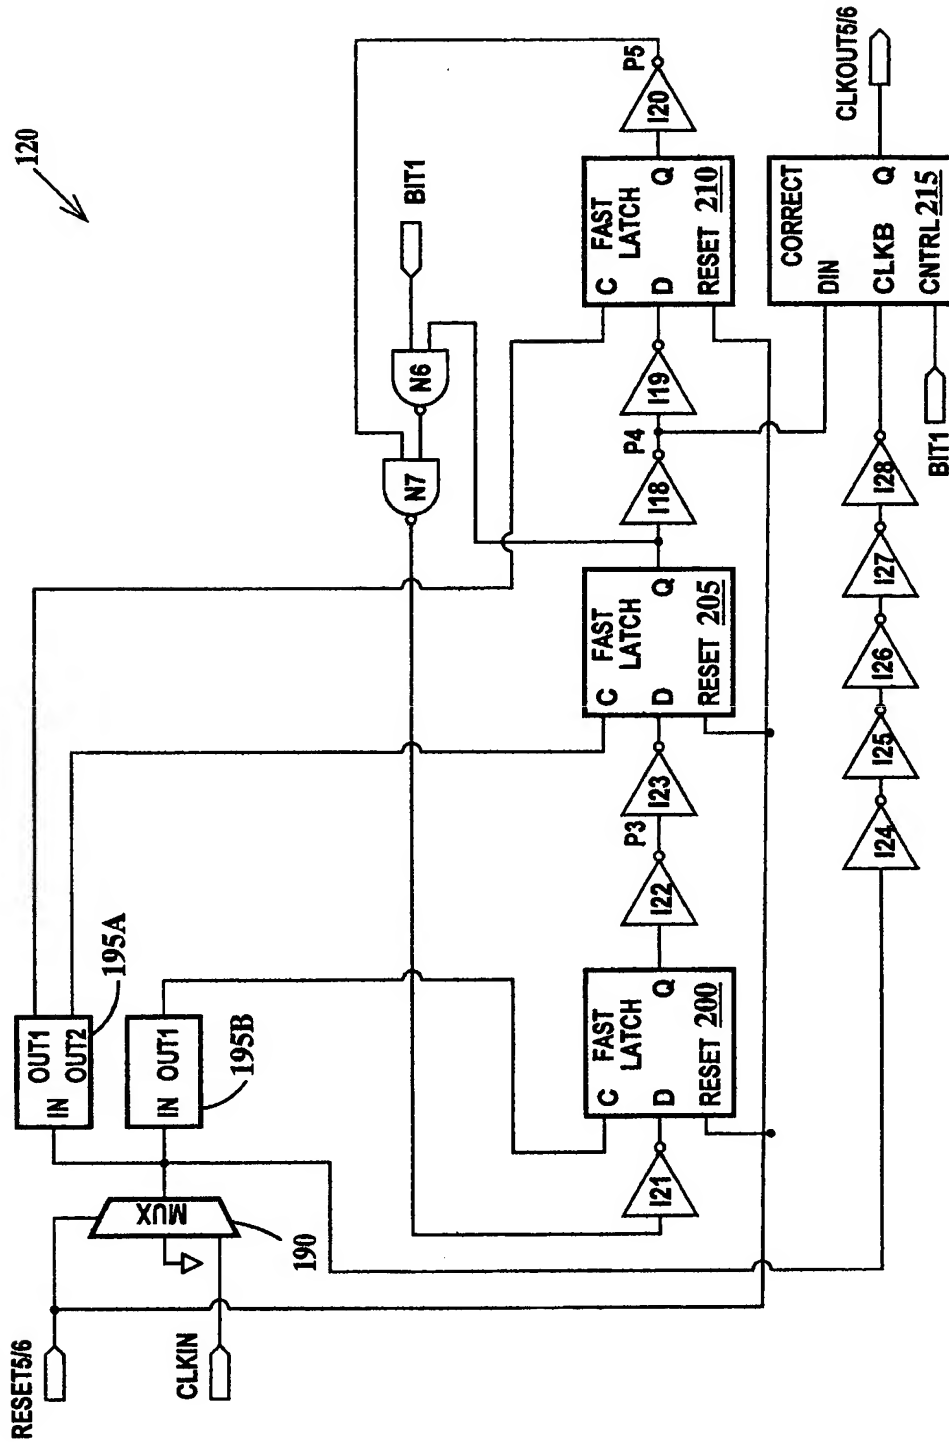 120
RESET5/6
CLKIN
MUX
190
IN OUT1
OUT2
195A
IN OUT1
195B
BIT1
N6
N7
P5
I20
FAST
LATCH
C
D
Q
RESET 210
I19
P4
I18
FAST
LATCH
C
D
Q
RESET 205
I23
P3
I22
FAST
LATCH
C
D
Q
RESET 200
I21
I24
I25
I26
I27
I28
BIT1
CORRECT
DIN
CLKB Q
CNTRL 215
CLKOUT5/6